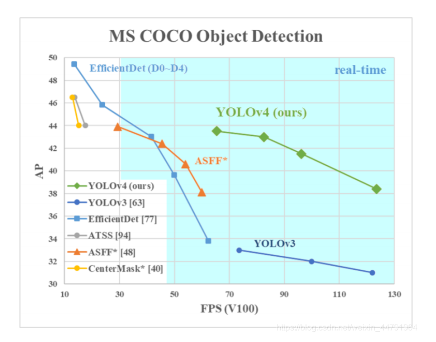 MS COCO Object Detection
EfficientDet (D0~D4)
real-time
YOLOv4 (ours)
ASFF*
YOLOv3
AP
50
48
46
44
42
40
38
36
34
32
30
YOLOv4 (ours)
YOLOv3 [63]
EfficientDet [77]
ATSS [94]
ASFF* [48]
CenterMask* [40]
10
30
50
70
90
110
130
FPS (V100)